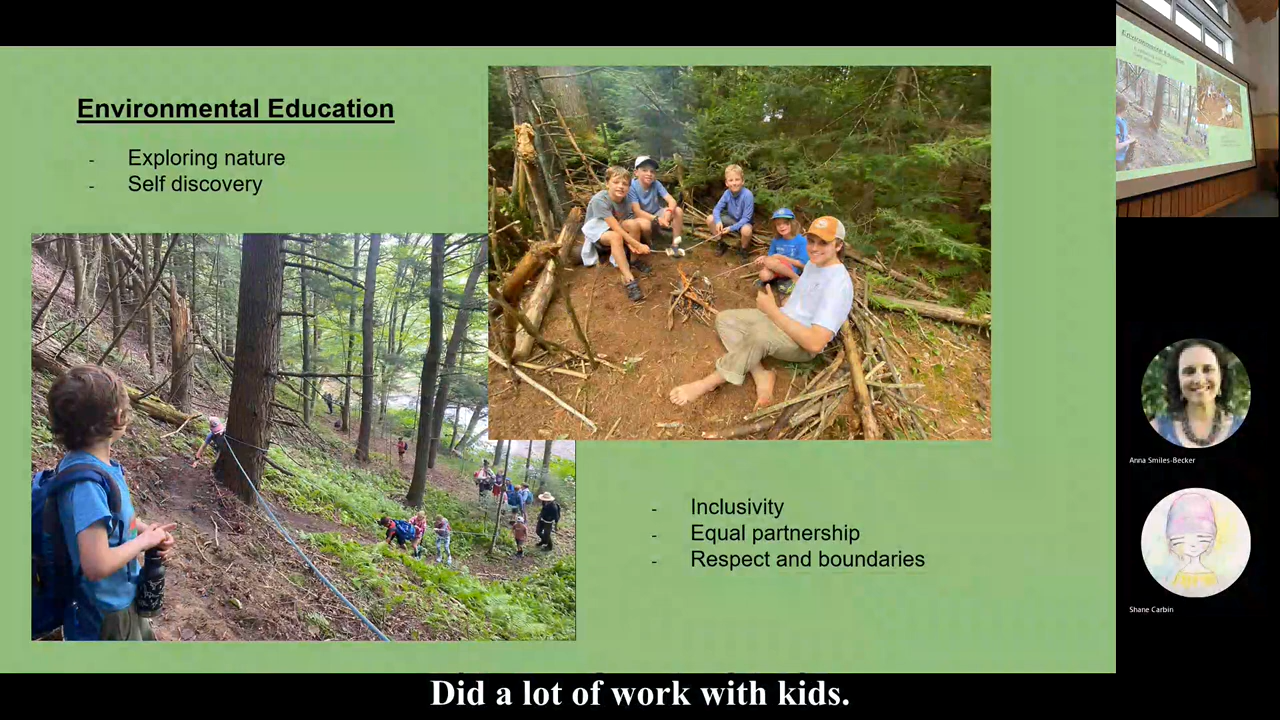 Environmental Education
- Exploring nature
- Self discovery
- Inclusivity
- Equal partnership
- Respect and boundaries
Anna Smiles-Becker
Shane Carbin
Did a lot of work with kids.